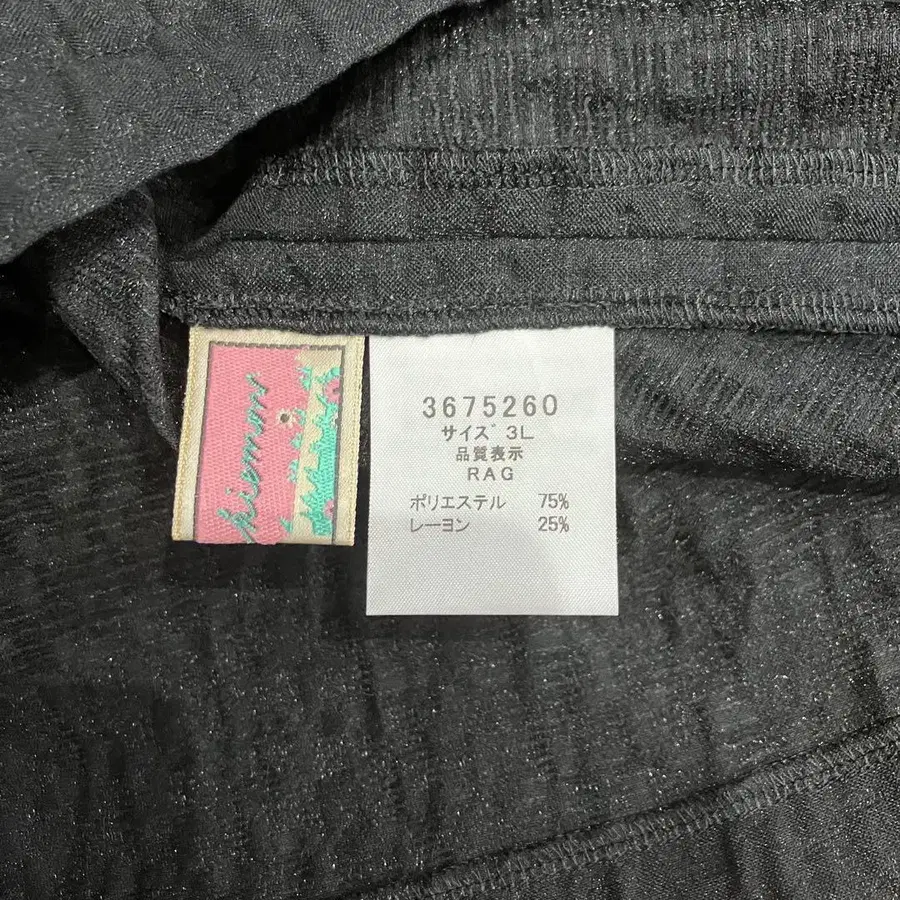 hiemon
3675260
サイズ 3L
品質表示
RAG
ポリエステル 75%
レーヨン 25%